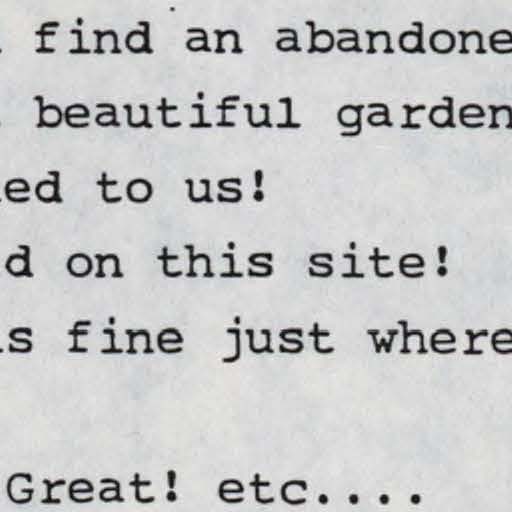 find an abandone
beautiful garden
ed to us!
d on this site!
s fine just where
Great! etc....